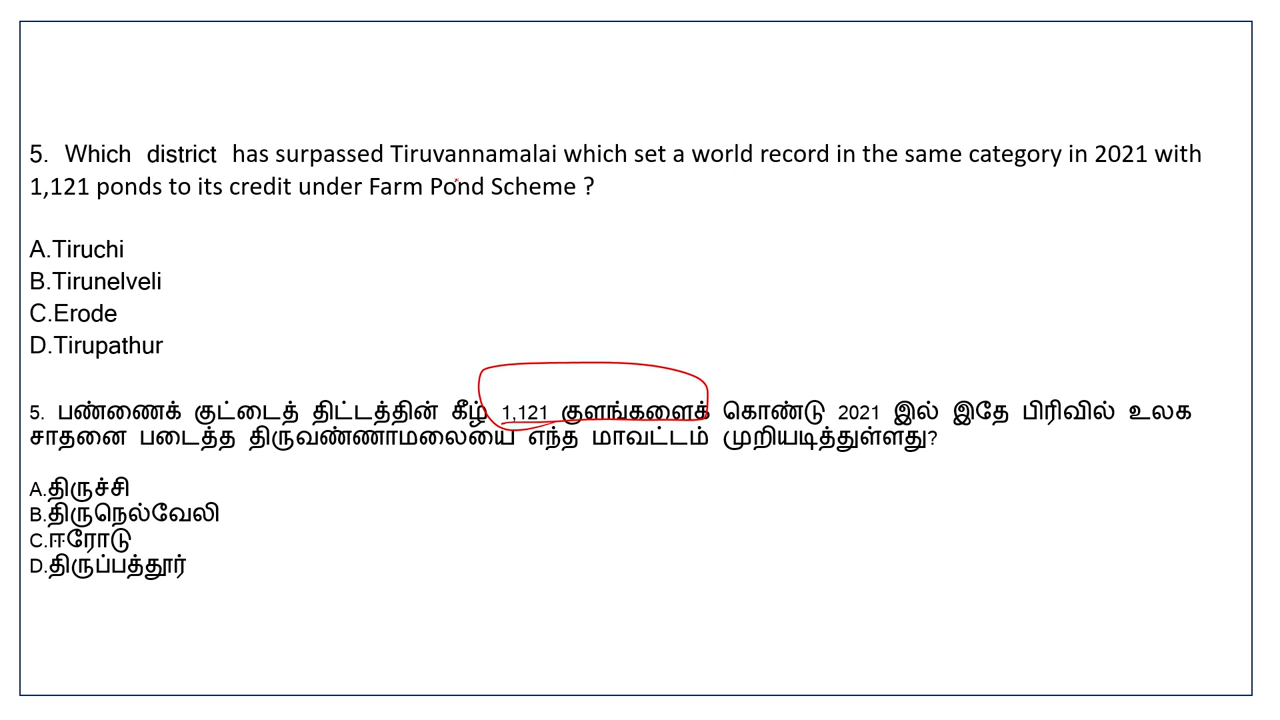 5. Which district has surpassed Tiruvannamalai which set a world record in the same category in 2021 with
1,121 ponds to its credit under Farm Pond Scheme ?
A.Tiruchi
B.Tirunelveli
C.Erode
D.Tirupathur
5. பண்ணைக் குட்டைத் திட்டத்தின் கீழ் 1,121 குளங்களைக் கொண்டு 2021 இல் இதே பிரிவில் உலக
சாதனை படைத்த திருவண்ணாமலையை எந்த மாவட்டம் முறியடித்துள்ளது?
A.திருச்சி
B.திருநெல்வேலி
C.ஈரோடு
D.திருப்பத்தூர்